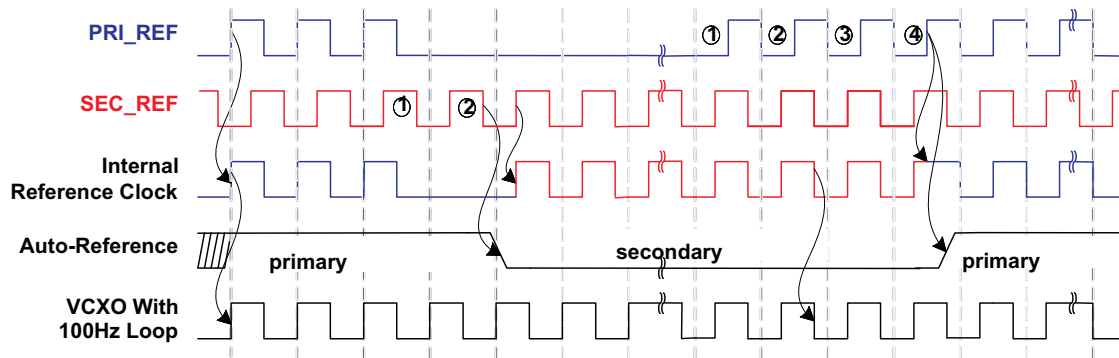 PRI_REF
1 2 3 4
SEC_REF
1 2
Internal
Reference Clock
Auto-Reference
primary
secondary
primary
VCXO With
100Hz Loop